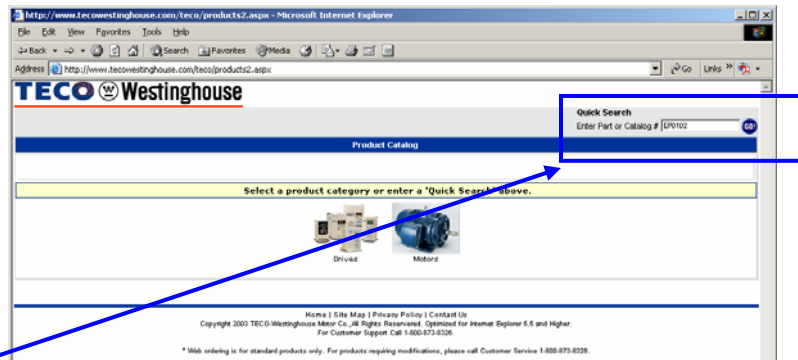 http://www.tecowestinghouse.com/teco/products2.aspx - Microsoft Internet Explorer
File Edit View Favorites Tools Help
Back Search Favorites Media
Address http://www.tecowestinghouse.com/teco/products2.aspx Go Links
TECO Westinghouse
Quick Search
Enter Part or Catalog # EP0102 GO!
Product Catalog
Select a product category or enter a 'Quick Search' above.
Drives Motors
Home | Site Map | Privacy Policy | Contact Us
Copyright 2003 TECO-Westinghouse Motor Co., All Rights Reserverd. Optimized for Internet Explorer 5.5 and Higher.
For Customer Support Call 1-800-873-8326.
* Web ordering is for standard products only. For products requiring modifications, please call Customer Service 1-800-873-8326.